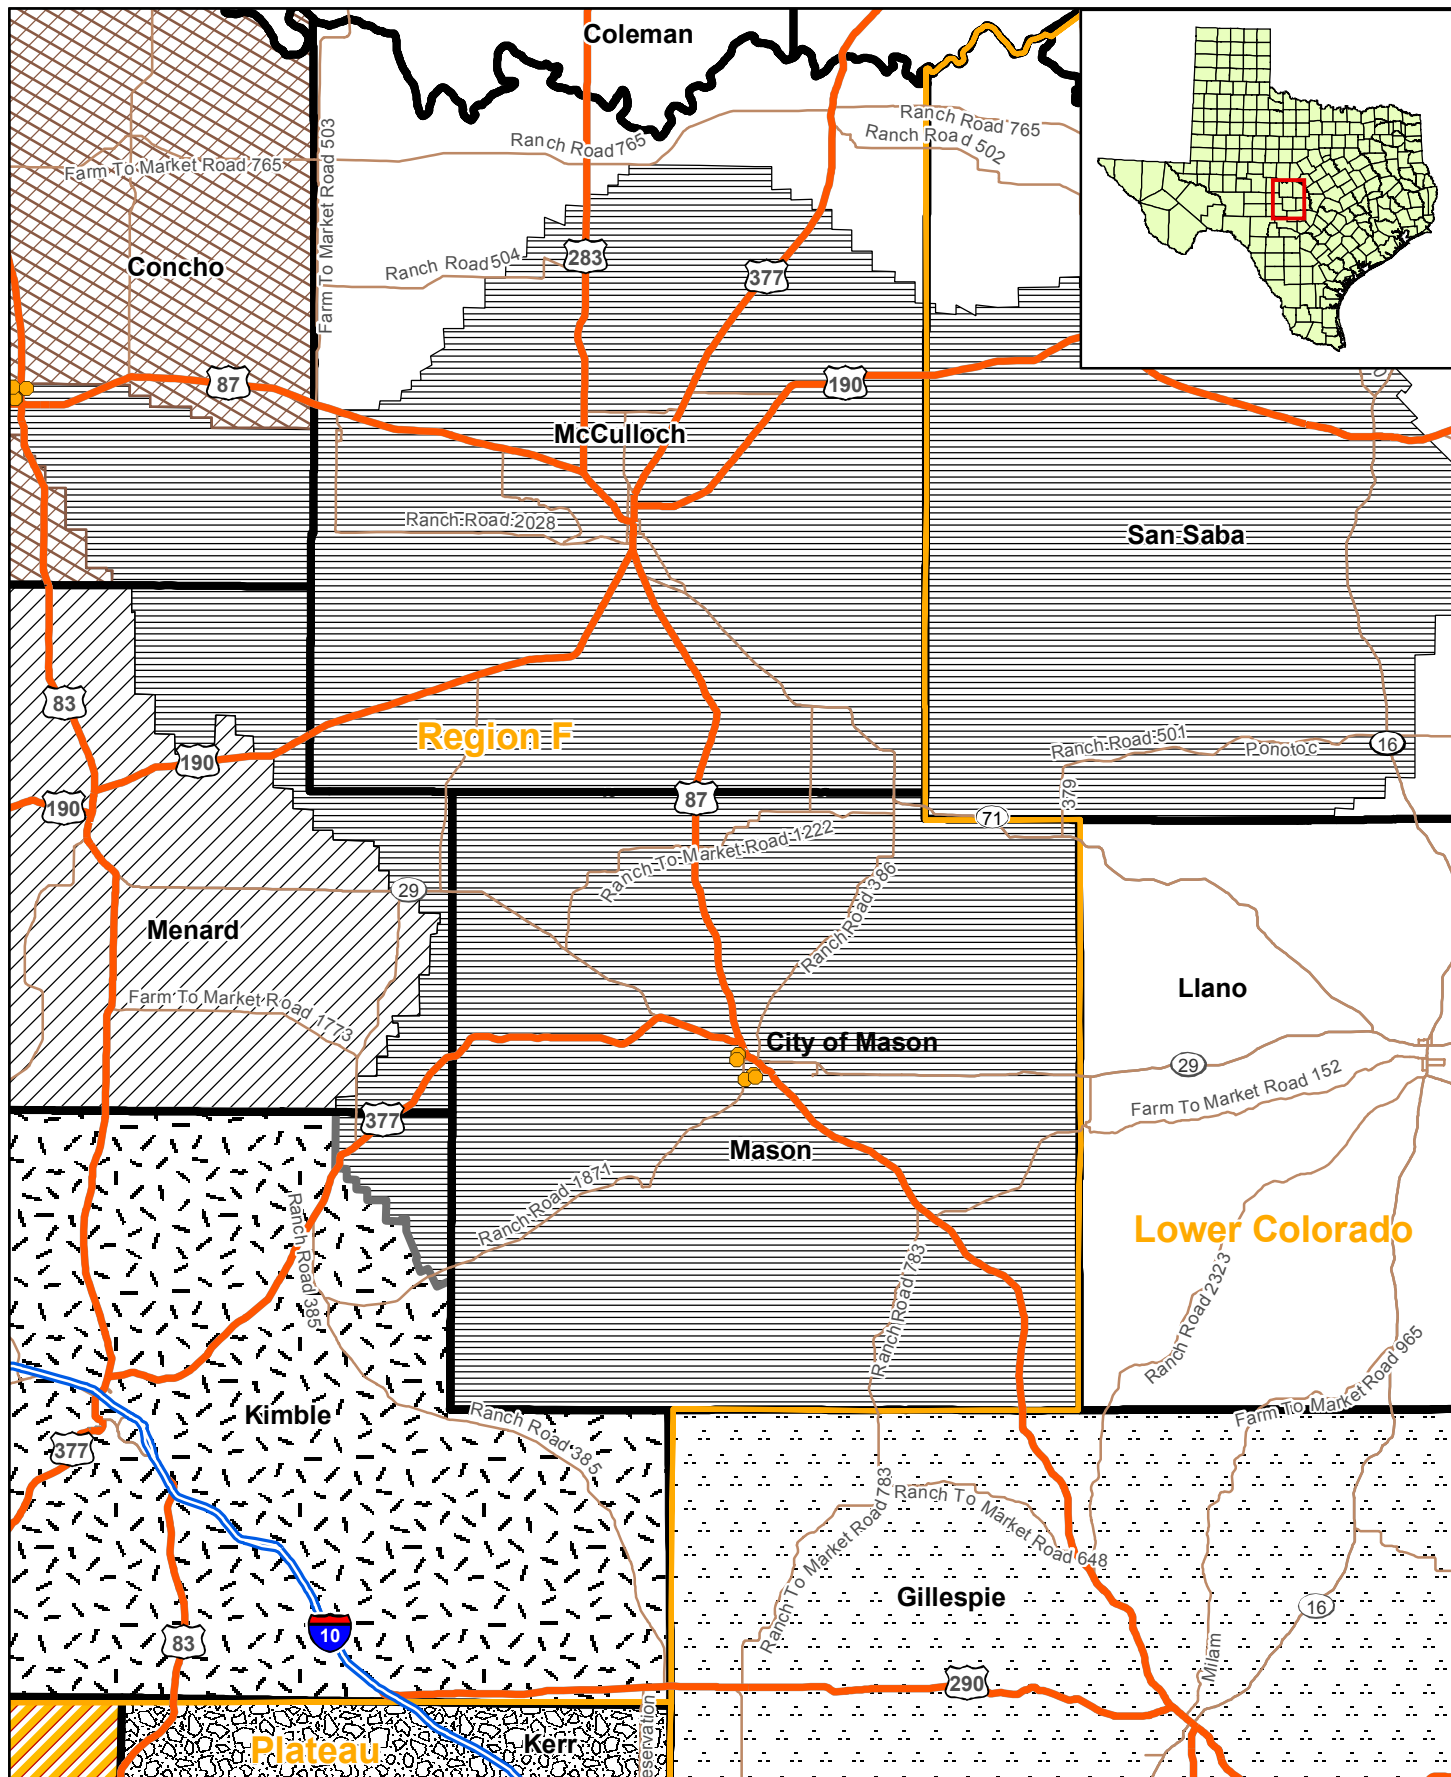 Coleman
Ranch Road 765
Ranch Road 765
Ranch Road 502
Farm To Market Road 765
Farm To Market Road 503
Concho
Ranch Road 504
283
377
87
190
McCulloch
Ranch Road 2028
San Saba
83
190
Region F
Ranch Road 501
Ponotoc
16
190
87
379
71
Ranch To Market Road 1222
Ranch Road 386
29
Menard
Llano
Farm To Market Road 1773
City of Mason
29
Farm To Market Road 152
377
Mason
Ranch Road 1871
Ranch Road 385
Lower Colorado
Ranch Road 783
Ranch Road 2323
Farm To Market Road 965
Kimble
Ranch Road 385
377
Ranch To Market Road 783
Ranch To Market Road 648
Gillespie
16
10
83
Milam
290
Plateau
Kerr
servation